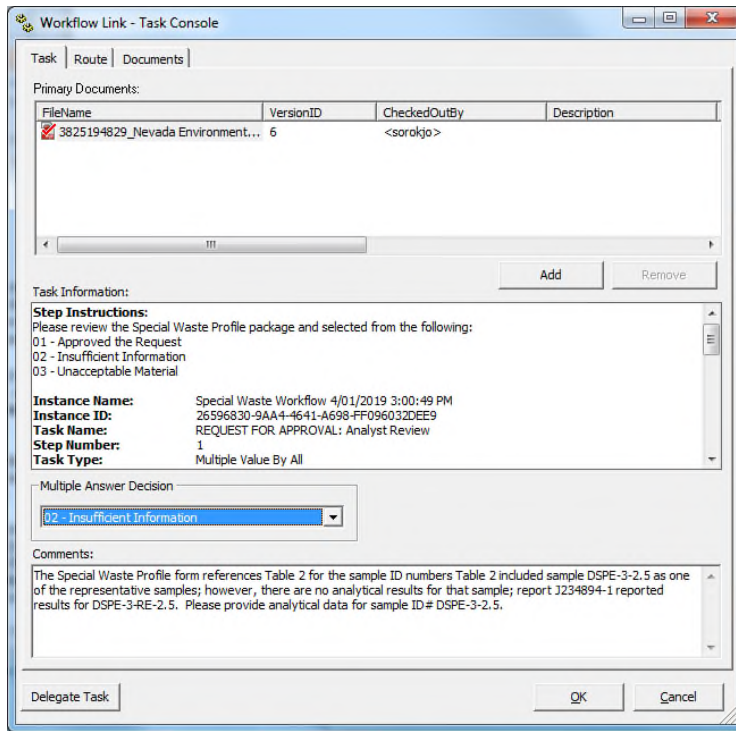 Workflow Link - Task Console
Task Route Documents
Primary Documents:
FileName VersionID CheckedOutBy Description
3825194829_Nevada Environment... 6 <sorokjo>
Add Remove
Task Information:
Step Instructions:
Please review the Special Waste Profile package and selected from the following:
01 - Approved the Request
02 - Insufficient Information
03 - Unacceptable Material
Instance Name: Special Waste Workflow 4/01/2019 3:00:49 PM
Instance ID: 26596830-9AA4-4641-A698-FF096032DEE9
Task Name: REQUEST FOR APPROVAL: Analyst Review
Step Number: 1
Task Type: Multiple Value By All
Multiple Answer Decision
02 - Insufficient Information
Comments:
The Special Waste Profile form references Table 2 for the sample ID numbers Table 2 included sample DSPE-3-2.5 as one
of the representative samples; however, there are no analytical results for that sample; report J234894-1 reported
results for DSPE-3-RE-2.5. Please provide analytical data for sample ID# DSPE-3-2.5.
Delegate Task OK Cancel